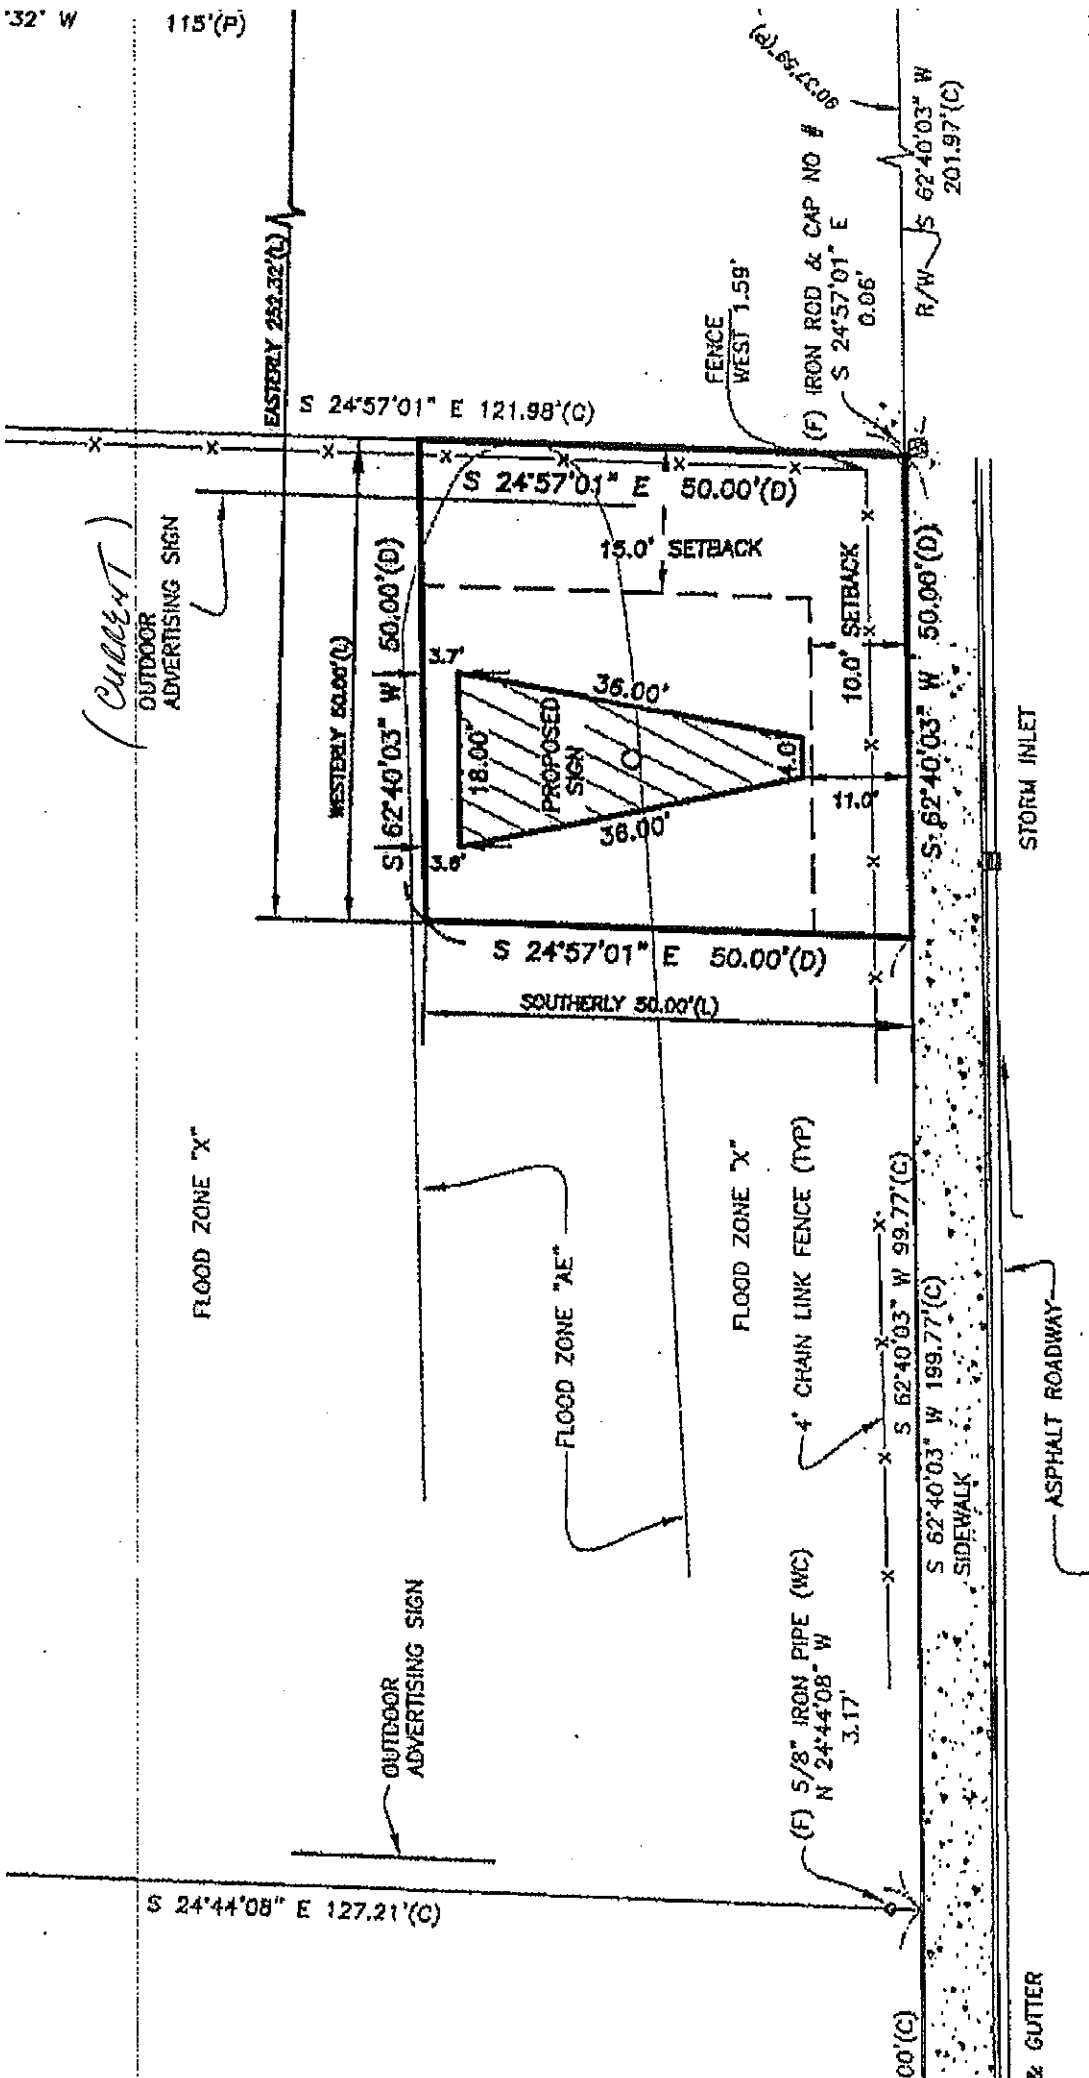 '32" W
115'(P)
90.37.59'(P)
S 62°40'03" W
201.97'(C)
R/W
(F) IRON ROD & CAP NO #
S 24°57'01" E
0.06'
EASTERLY 252.32'(L)
S 24°57'01" E 121.98'(C)
FENCE
WEST 1.59'
(CURRENT)
OUTDOOR
ADVERTISING SIGN
S 24°57'01" E 50.00'(D)
15.0' SETBACK
10.0' SETBACK
WESTERLY 50.00'(L)
S 62°40'03" W 50.00'(D)
3.7'
36.00'
18.00'
PROPOSED
SIGN
4.0'
36.00'
3.6'
11.0'
S 62°40'03" W 50.00'(D)
STORM INLET
S 24°57'01" E 50.00'(D)
SOUTHERLY 50.00'(L)
FLOOD ZONE "X"
FLOOD ZONE "AE"
FLOOD ZONE "X"
4' CHAIN LINK FENCE (TYP)
S 62°40'03" W 99.77'(C)
S 62°40'03" W 199.77'(C)
SIDEWALK
ASPHALT ROADWAY
OUTDOOR
ADVERTISING SIGN
(F) 5/8" IRON PIPE (WC)
N 24°44'08" W
3.17'
S 24°44'08" E 127.21'(C)
00'(C)
& GUTTER